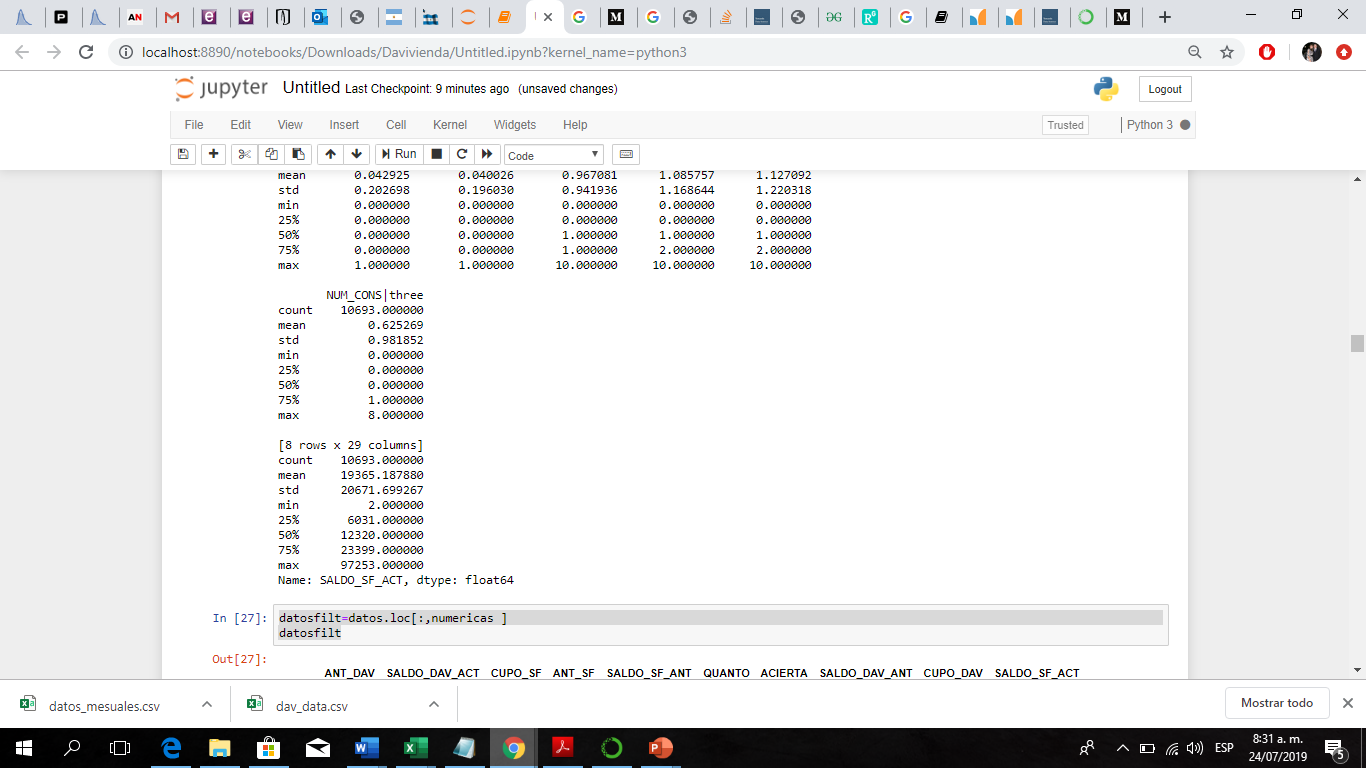 AN
M
localhost:8890/notebooks/Downloads/Davivienda/Untitled.ipynb?kernel_name=python3
jupyter Untitled Last Checkpoint: 9 minutes ago (unsaved changes)
Logout
File Edit View Insert Cell Kernel Widgets Help
Trusted
Python 3
Run
Code
mean 0.042925 0.040026 0.967081 1.085757 1.127092
std 0.202698 0.196030 0.941936 1.168644 1.220318
min 0.000000 0.000000 0.000000 0.000000 0.000000
25% 0.000000 0.000000 0.000000 0.000000 0.000000
50% 0.000000 0.000000 1.000000 1.000000 1.000000
75% 0.000000 0.000000 1.000000 2.000000 2.000000
max 1.000000 1.000000 10.000000 10.000000 10.000000
NUM_CONS|three
count 10693.000000
mean 0.625269
std 0.981852
min 0.000000
25% 0.000000
50% 0.000000
75% 1.000000
max 8.000000
[8 rows x 29 columns]
count 10693.000000
mean 19365.187880
std 20671.699267
min 2.000000
25% 6031.000000
50% 12320.000000
75% 23399.000000
max 97253.000000
Name: SALDO_SF_ACT, dtype: float64
In [27]: datosfilt=datos.loc[:,numericas ]
datosfilt
Out[27]:
ANT_DAV SALDO_DAV_ACT CUPO_SF ANT_SF SALDO_SF_ANT QUANTO ACIERTA SALDO_DAV_ANT CUPO_DAV SALDO_SF_ACT
datos_mesuales.csv
dav_data.csv
Mostrar todo
ESP
8:31 a. m.
24/07/2019
5